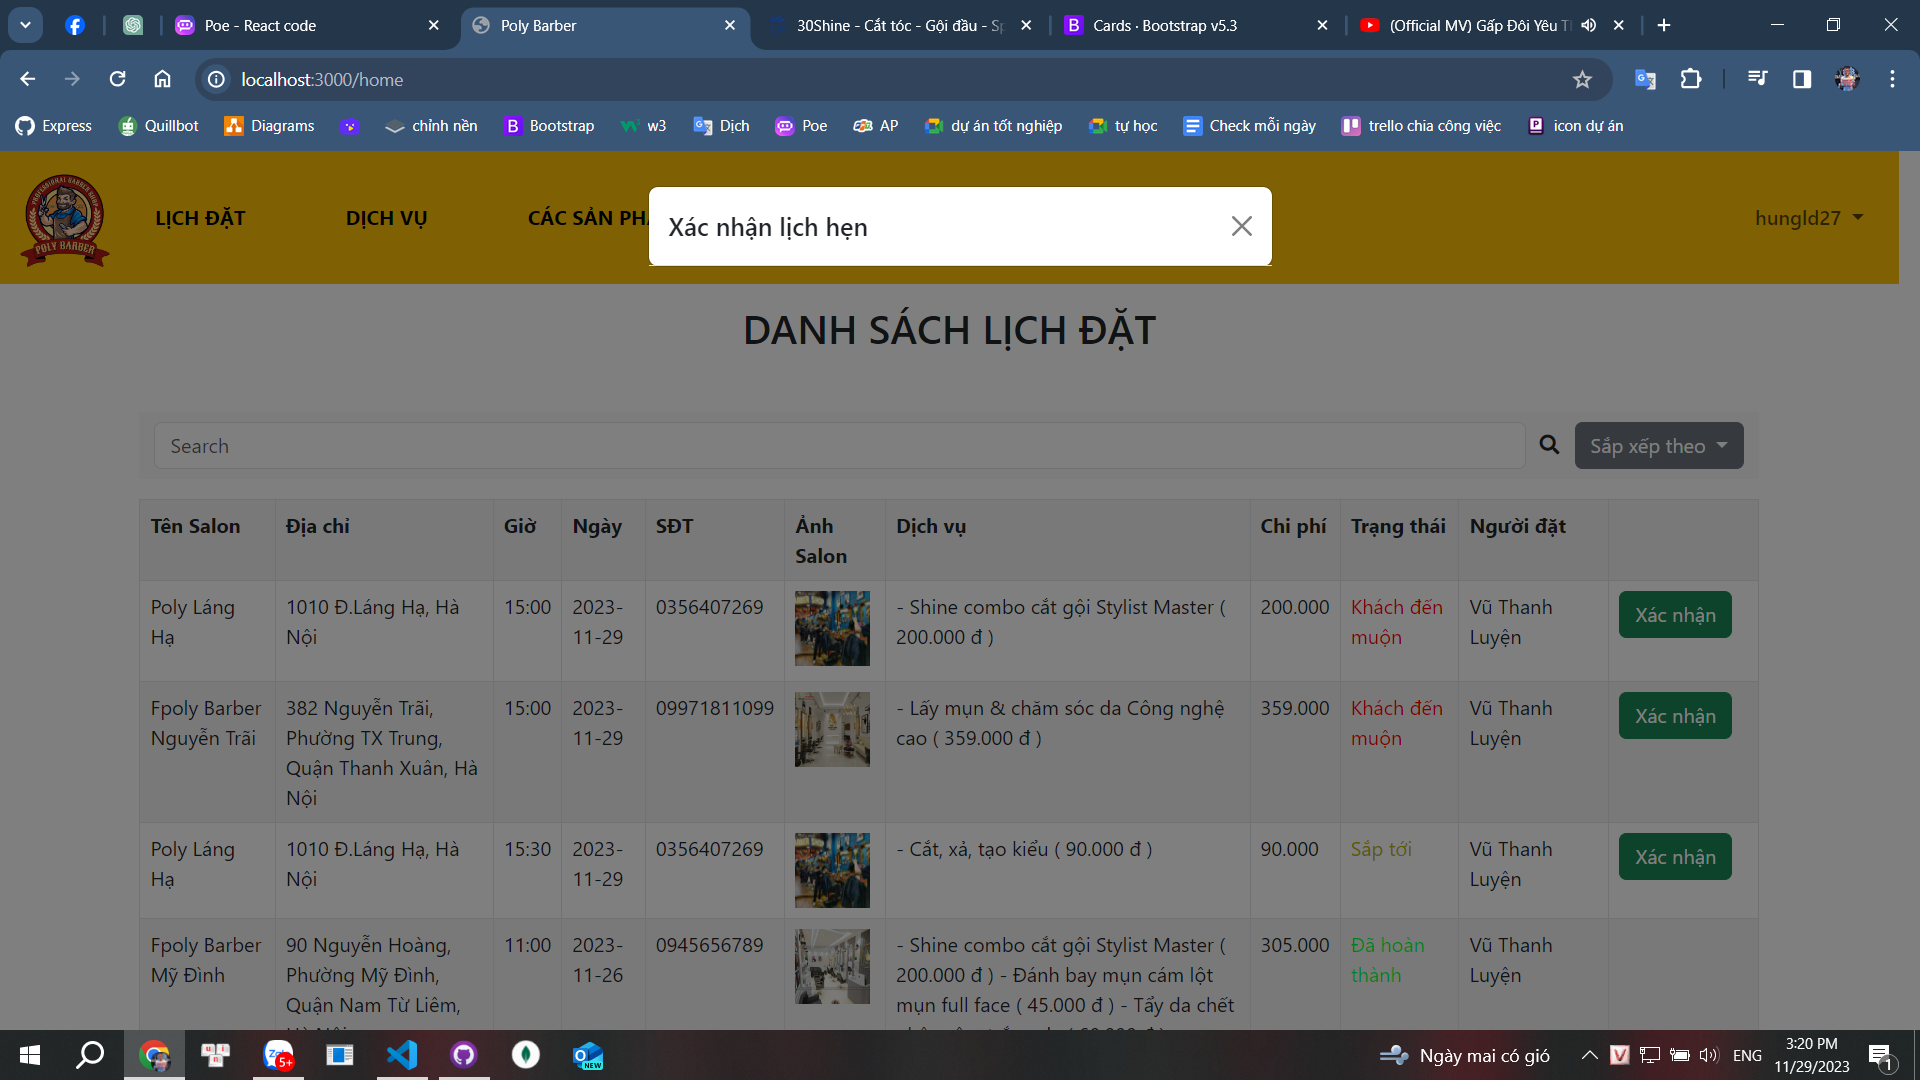 Poe - React code
Poly Barber
30Shine - Cắt tóc - Gội đầu - Sp
Cards · Bootstrap v5.3
(Official MV) Gấp Đôi Yêu Th
localhost:3000/home
Express
Quillbot
Diagrams
chỉnh nền
Bootstrap
w3
Dịch
Poe
AP
dự án tốt nghiệp
tự học
Check mỗi ngày
trello chia công việc
icon dự án
PROFESSIONAL BARBER SHOP
POLY BARBER
LỊCH ĐẶT
DỊCH VỤ
CÁC SẢN PHẨ
Xác nhận lịch hẹn
hungld27
DANH SÁCH LỊCH ĐẶT
Search
Sắp xếp theo
Tên Salon Địa chỉ Giờ Ngày SĐT Ảnh Dịch vụ Chi phí Trạng thái Người đặt
Salon
Poly Láng 1010 Đ.Láng Hạ, Hà 15:00 2023- 0356407269 - Shine combo cắt gội Stylist Master ( 200.000 Khách đến Vũ Thanh Xác nhận
Hạ Nội 11-29 200.000 đ ) muộn Luyện
Fpoly Barber 382 Nguyễn Trãi, 15:00 2023- 09971811099 - Lấy mụn & chăm sóc da Công nghệ 359.000 Khách đến Vũ Thanh Xác nhận
Nguyễn Trãi Phường TX Trung, 11-29 cao ( 359.000 đ ) muộn Luyện
Quận Thanh Xuân, Hà
Nội
Poly Láng 1010 Đ.Láng Hạ, Hà 15:30 2023- 0356407269 - Cắt, xả, tạo kiểu ( 90.000 đ ) 90.000 Sắp tới Vũ Thanh Xác nhận
Hạ Nội 11-29 Luyện
Fpoly Barber 90 Nguyễn Hoàng, 11:00 2023- 0945656789 - Shine combo cắt gội Stylist Master ( 305.000 Đã hoàn Vũ Thanh
Mỹ Đình Phường Mỹ Đình, 11-26 200.000 đ ) - Đánh bay mụn cám lột thành Luyện
Quận Nam Từ Liêm, mụn full face ( 45.000 đ ) - Tẩy da chết
Hà Nội
5+
NEW
Ngày mai có gió
ENG
3:20 PM
11/29/2023
1